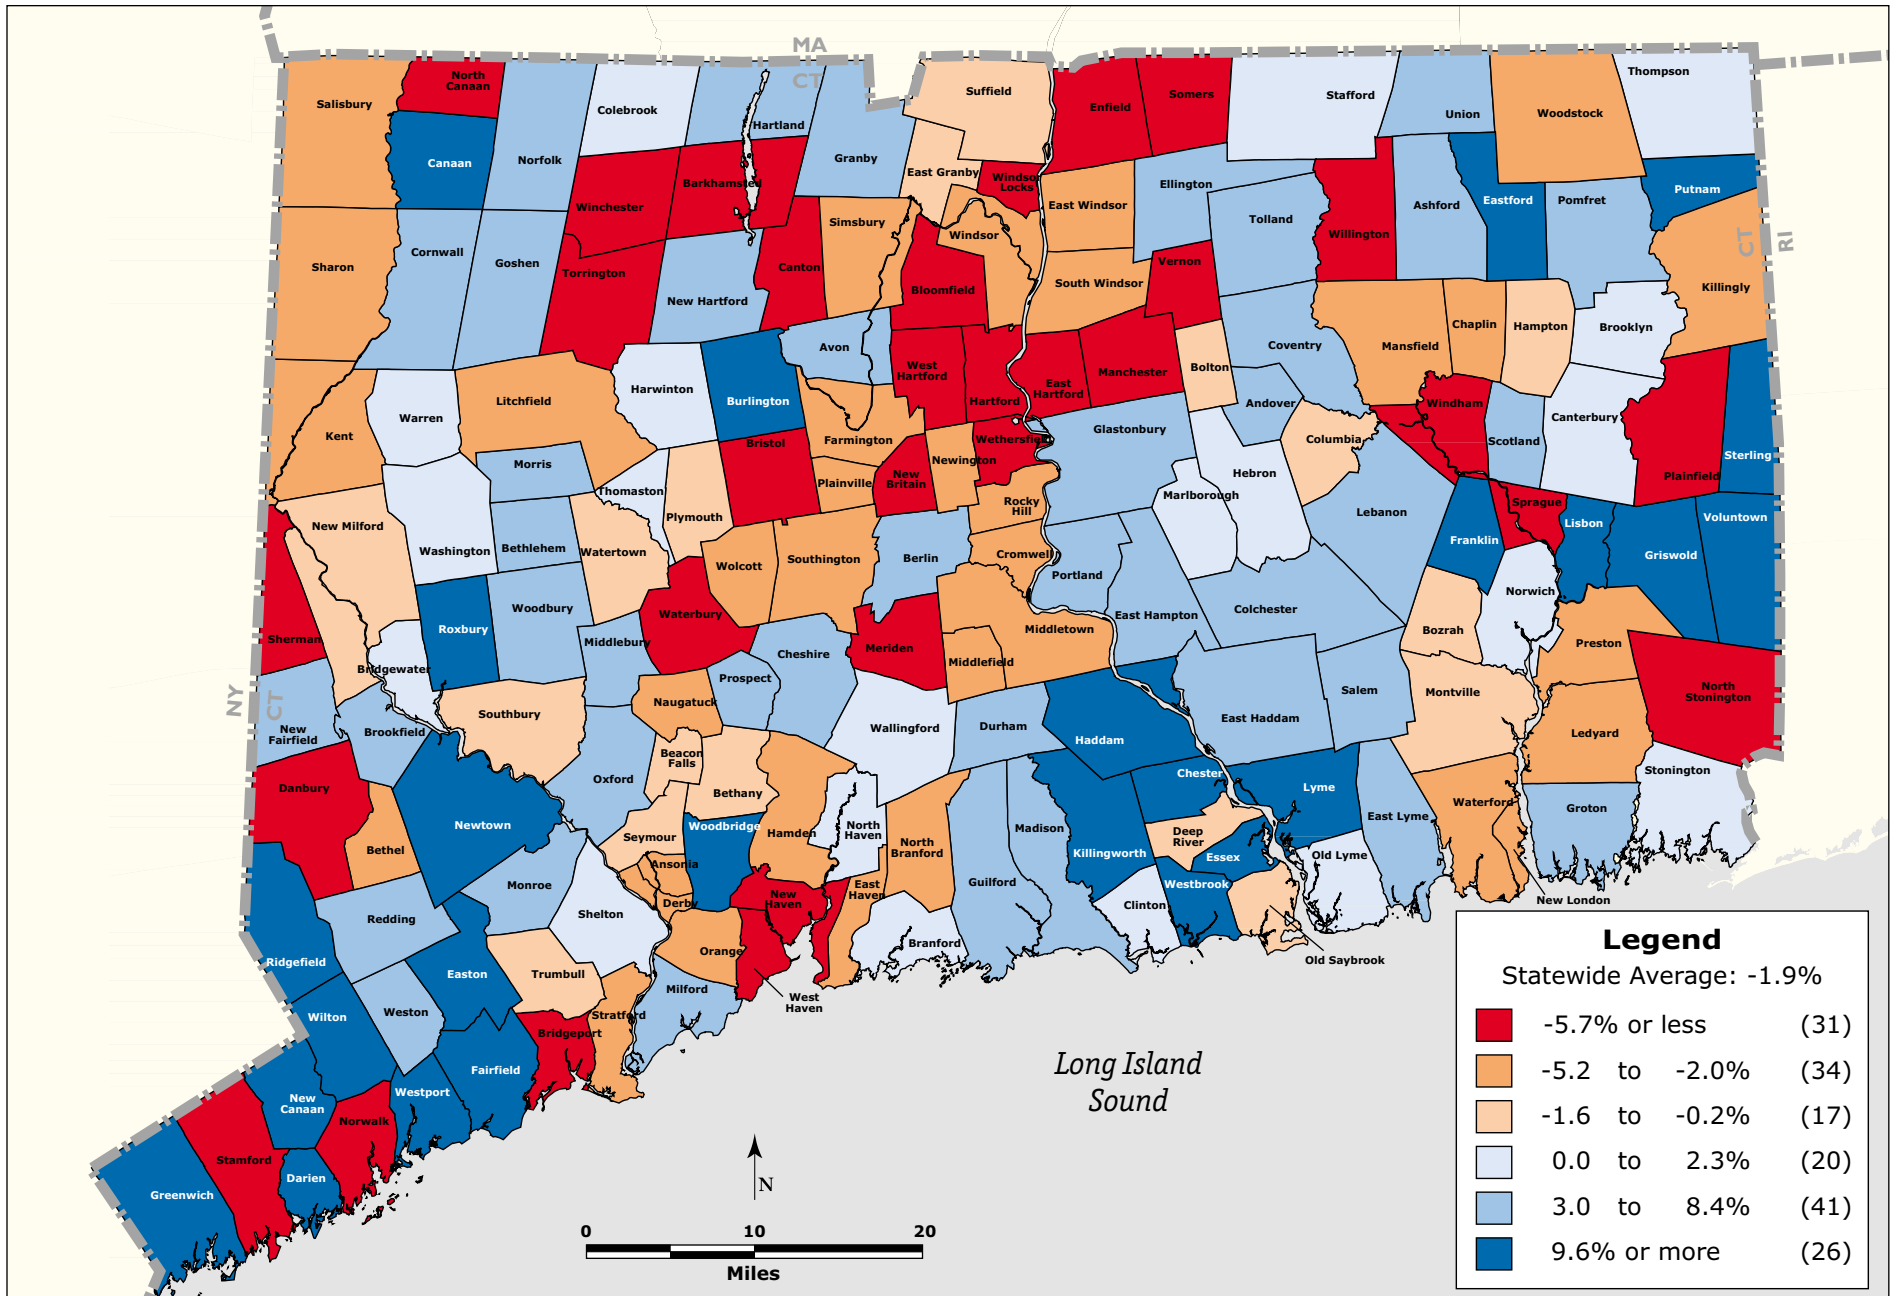 MA
CT
North
Canaan
Salisbury
Colebrook
Hartland
Suffield
Enfield
Somers
Stafford
Union
Woodstock
Thompson
Canaan
Norfolk
Granby
East Granby
Windsor
Locks
Barkhamsted
Winchester
Ellington
Tolland
Ashford
Eastford
Pomfret
Putnam
East Windsor
Simsbury
Windsor
Willington
CT
RI
Sharon
Cornwall
Goshen
Torrington
New Hartford
Canton
Bloomfield
South Windsor
Vernon
Killingly
Mansfield
Chaplin
Hampton
Brooklyn
Avon
West
Hartford
Hartford
East
Hartford
Manchester
Bolton
Coventry
Andover
Kent
Warren
Litchfield
Harwinton
Burlington
Bristol
Farmington
Wethersfield
Glastonbury
Windham
Scotland
Canterbury
Plainfield
Sterling
Columbia
Hebron
Marlborough
Morris
Thomaston
Plymouth
Plainville
New
Britain
Newington
Rocky
Hill
Lebanon
Sprague
Lisbon
Voluntown
New Milford
Washington
Bethlehem
Watertown
Wolcott
Southington
Berlin
Cromwell
Portland
East Hampton
Colchester
Franklin
Norwich
Griswold
Roxbury
Woodbury
Middlebury
Waterbury
Cheshire
Meriden
Middletown
Middlefield
Bozrah
Preston
Sherman
Bridgewater
Prospect
Naugatuck
Southbury
Salem
Montville
North
Stonington
NY
CT
New
Fairfield
Brookfield
Wallingford
Durham
Haddam
East Haddam
Ledyard
Beacon
Falls
Oxford
Bethany
Chester
Lyme
Stonington
Danbury
Newtown
Bethel
Seymour
Woodbridge
Hamden
North
Haven
North
Branford
Madison
Killingworth
Deep
River
Essex
Old Lyme
East Lyme
Waterford
Groton
Ansonia
Derby
Monroe
Shelton
New
Haven
East
Haven
Guilford
Westbrook
Clinton
New London
Redding
Branford
Old Saybrook
Ridgefield
Easton
Trumbull
Orange
Milford
West
Haven
Wilton
Weston
Stratford
Bridgeport
Fairfield
Westport
New
Canaan
Norwalk
Stamford
Darien
Greenwich
Long Island
Sound
N
0 10 20
Miles
Legend
Statewide Average: -1.9%
-5.7% or less (31)
-5.2 to -2.0% (34)
-1.6 to -0.2% (17)
0.0 to 2.3% (20)
3.0 to 8.4% (41)
9.6% or more (26)